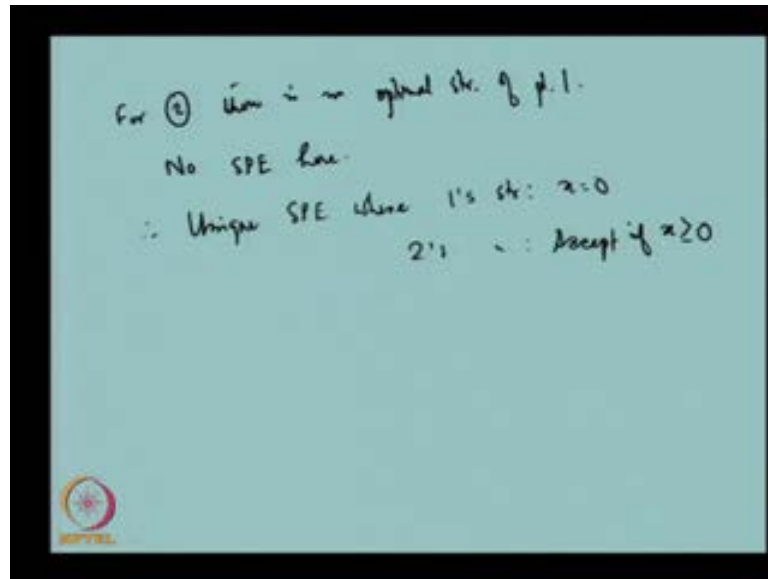 For ② there is no optimal str. of pl. 1.
No SPE here.
∴ Unique SPE where 1's str: x=0
2's " : Accept if x≥0
NPTEL